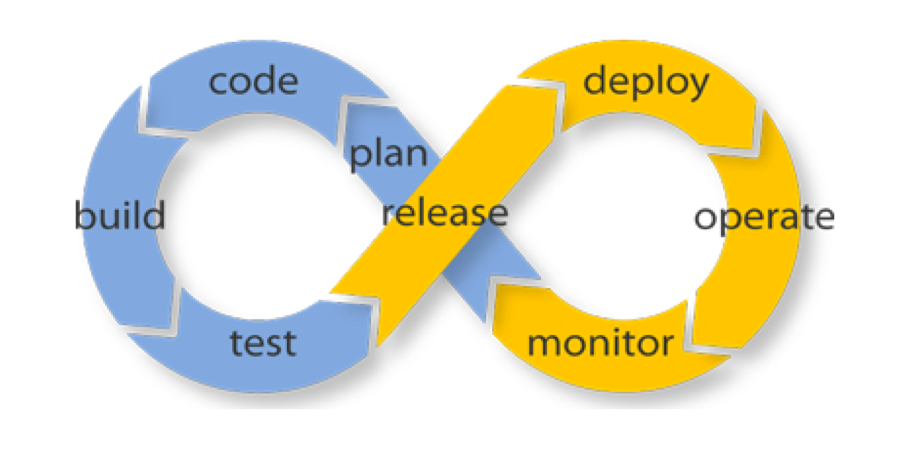 code
deploy
plan
release
build
operate
test
monitor